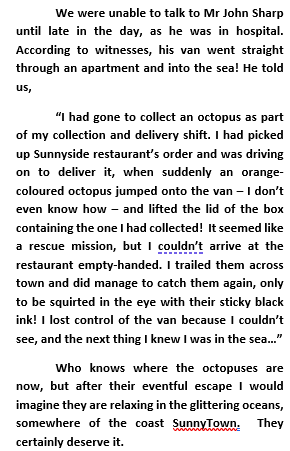 We were unable to talk to Mr John Sharp
until late in the day, as he was in hospital.
According to witnesses, his van went straight
through an apartment and into the sea! He told
us,
“I had gone to collect an octopus as part
of my collection and delivery shift. I had picked
up Sunnyside restaurant’s order and was driving
on to deliver it, when suddenly an orange-
coloured octopus jumped onto the van – I don’t
even know how – and lifted the lid of the box
containing the one I had collected! It seemed like
a rescue mission, but I couldn’t arrive at the
restaurant empty-handed. I trailed them across
town and did manage to catch them again, only
to be squirted in the eye with their sticky black
ink! I lost control of the van because I couldn’t
see, and the next thing I knew I was in the sea…”
Who knows where the octopuses are
now, but after their eventful escape I would
imagine they are relaxing in the glittering oceans,
somewhere of the coast SunnyTown. They
certainly deserve it.